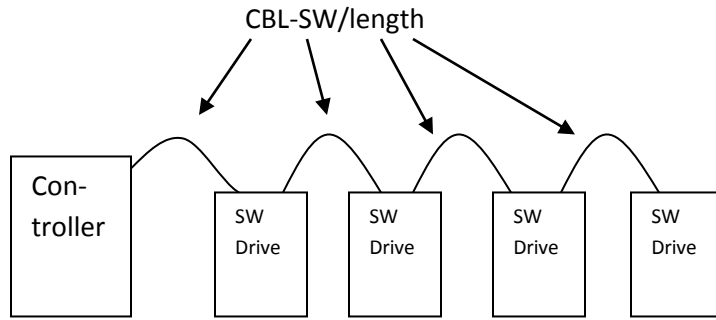 CBL-SW/length
Con-
troller
SW
Drive
SW
Drive
SW
Drive
SW
Drive